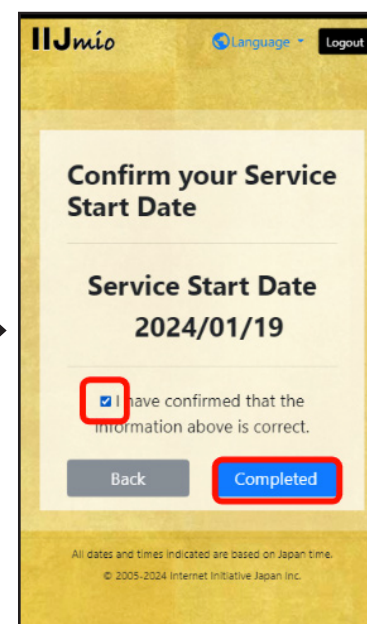 IIJmio
Language
Logout
Confirm your Service
Start Date
Service Start Date
2024/01/19
I have confirmed that the
information above is correct.
Back
Completed
All dates and times indicated are based on Japan time.
© 2005-2024 Internet Initiative Japan Inc.